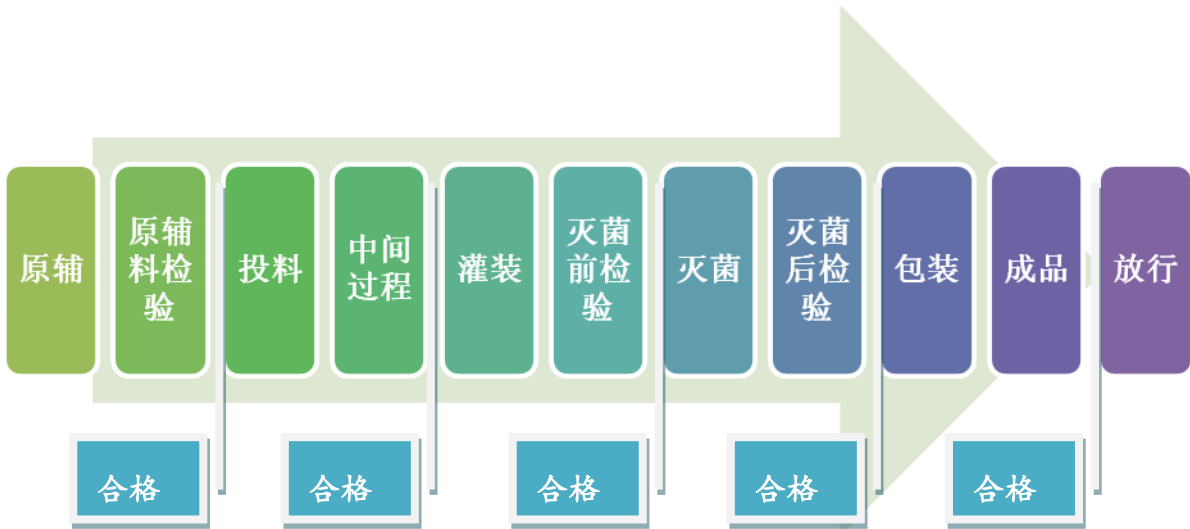 原辅
原辅
料检
验
投料
中间
过程
灌装
灭菌
前检
验
灭菌
灭菌
后检
验
包装
成品
放行
合格
合格
合格
合格
合格